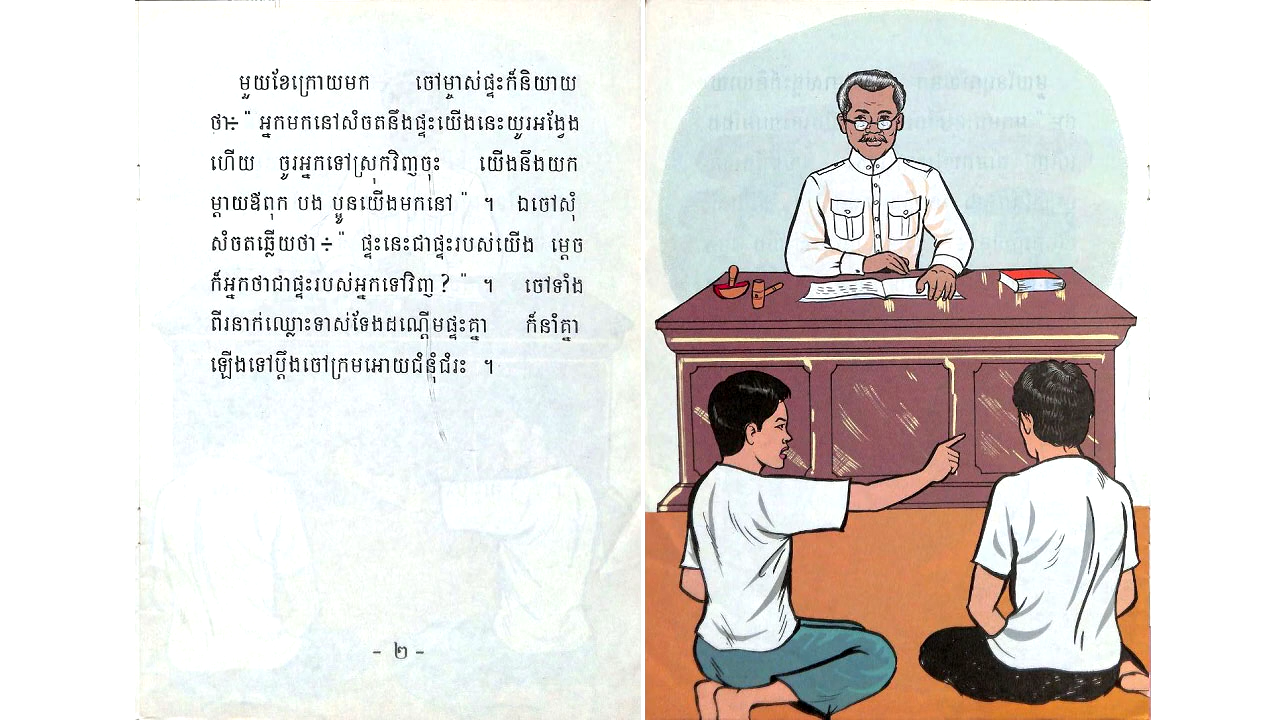 មួយខែក្រោយមក ចៅម្ចាស់ផ្ទះក៏និយាយ
ថា÷ " អ្នកមកនៅសំចតនឹងផ្ទះយើងនេះយូរអង្វែង
ហើយ ចូរអ្នកទៅស្រុកវិញចុះ យើងនឹងយក
ម្តាយឪពុក បង ប្អូនយើងមកនៅ " ។ ឯចៅសុំ
សំចតឆ្លើយថា ÷ " ផ្ទះនេះជាផ្ទះរបស់យើង ម្តេច
ក៏អ្នកថាជាផ្ទះរបស់អ្នកទៅវិញ ? " ។ ចៅទាំង
ពីរនាក់ឈ្លោះទាស់ទែងដណ្តើមផ្ទះគ្នា ក៏នាំគ្នា
ឡើងទៅប្តឹងចៅក្រមអោយជំនុំជំរះ ។
- ២ -